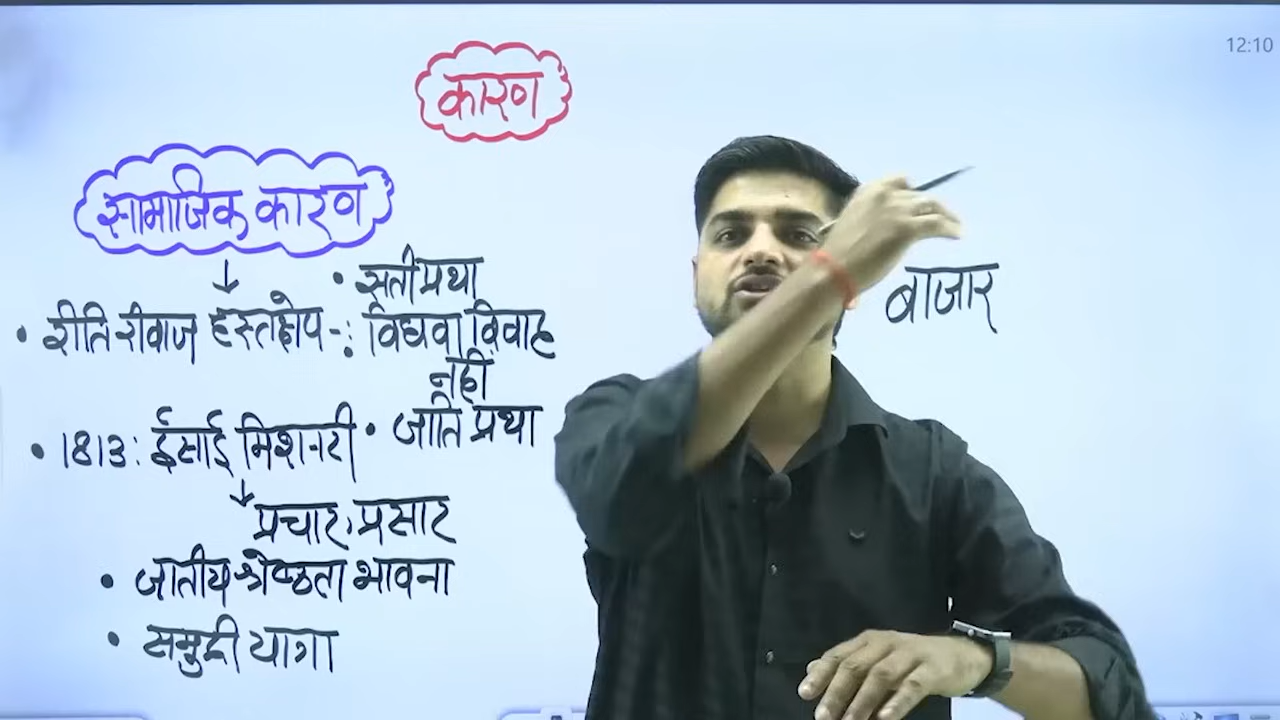 12:10
कारण
सामाजिक कारण
• सतीप्रथा
• रीति रीवाज हस्तक्षेप -: विधवा विवाह
नहीं
• 1813: ईसाई मिशनरी • जाति प्रथा
प्रचार, प्रसार
• जातीय श्रेष्ठता भावना
• समुद्री यात्रा
बाजार